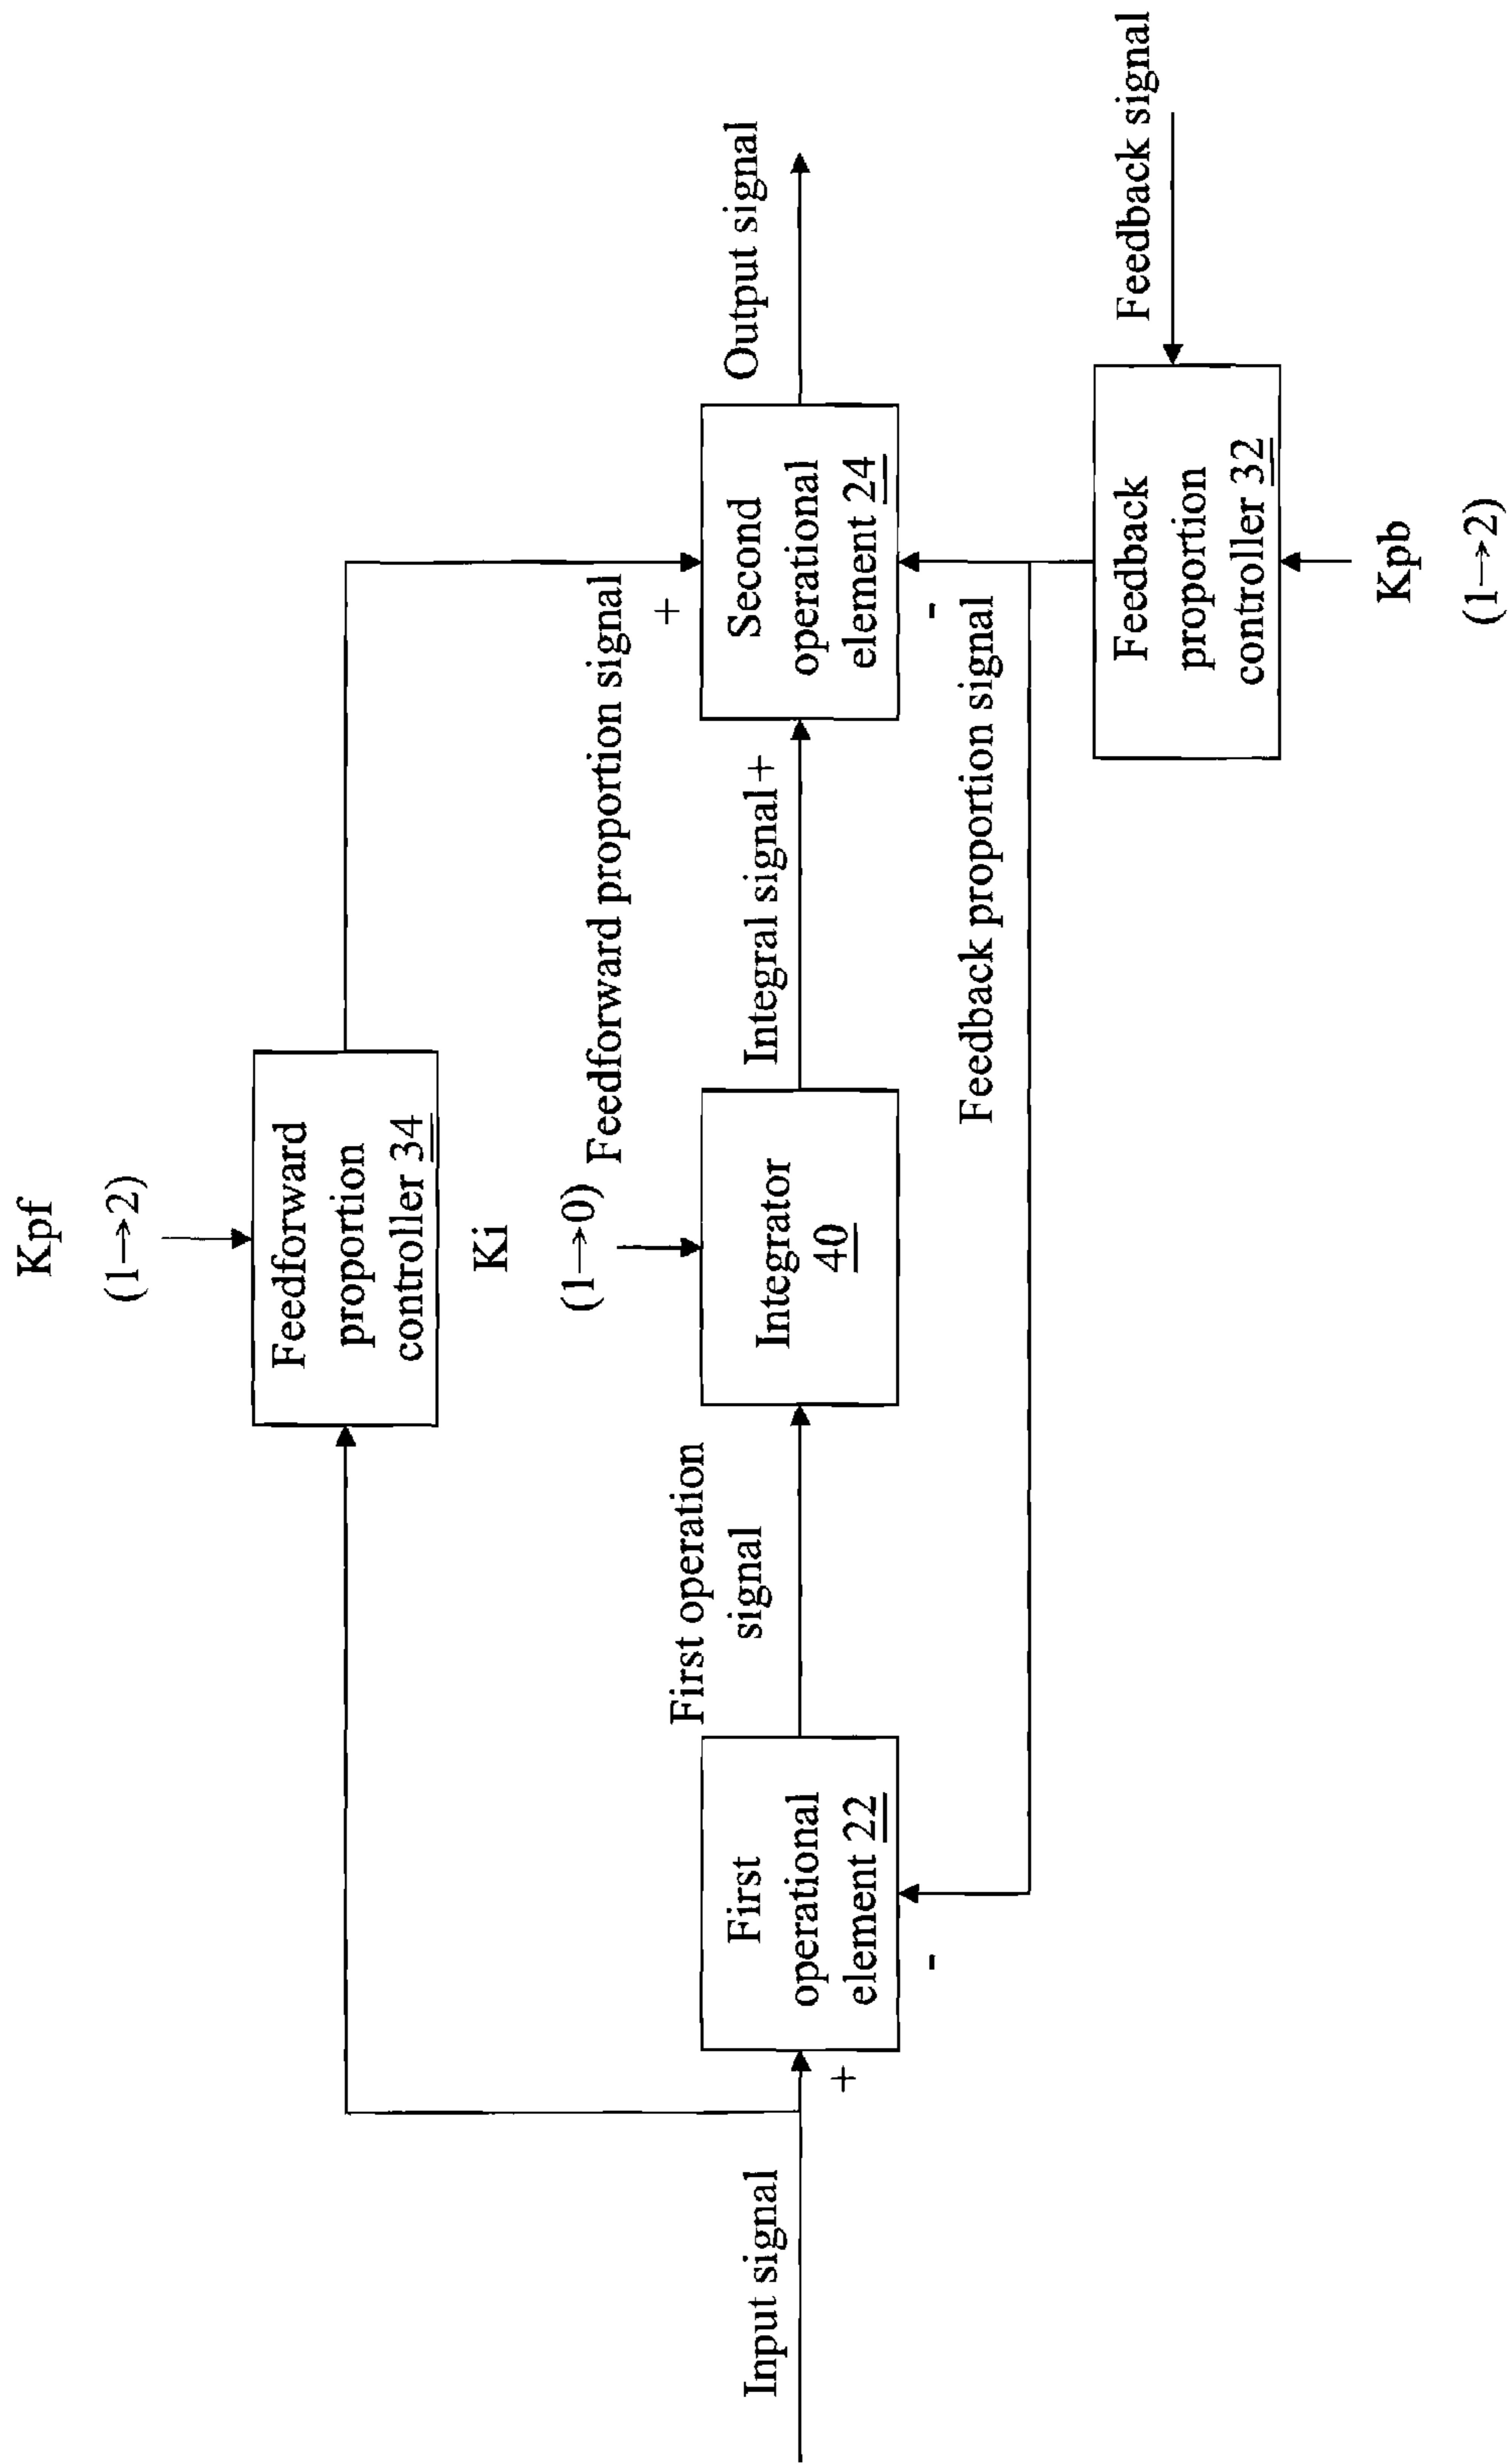 Kpf
(1→2)
Feedforward
proportion
controller 34
Ki
(1→0)
Feedforward proportion signal
+
Input signal
+
First
operational
element 22
-
First operation
signal
Integrator
40
Integral signal +
Second
operational
element 24
Output signal
-
Feedback proportion signal
Feedback signal
Feedback
proportion
controller 32
Kpb
(1→2)